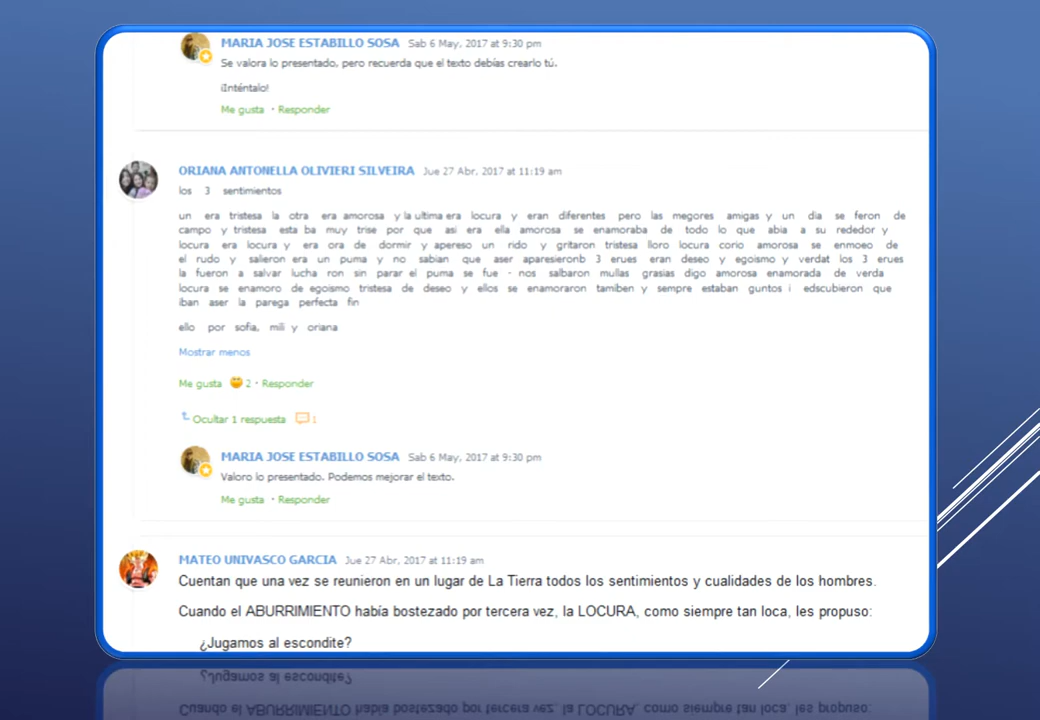 MARIA JOSE ESTABILLO SOSA Sab 6 May, 2017 at 9:30 pm
Se valora lo presentado, pero recuerda que el texto debías crearlo tú.
¡Inténtalo!
Me gusta · Responder
ORIANA ANTONELLA OLIVIERI SILVEIRA Jue 27 Abr, 2017 at 11:19 am
los 3 sentimientos
un era tristesa la otra era amorosa y la ultima era locura y eran diferentes pero las megores amigas y un dia se feron de
campo y tristesa esta ba muy trise por que asi era ella amorosa se enamoraba de todo lo que abia a su rededor y
locura era locura y era ora de dormir y apereso un rido y gritaron tristesa lloro locura corio amorosa se enmoeo de
el rudo y salieron era un puma y no sabian que aser aparesieronb 3 erues eran deseo y egoismo y verdat los 3 erues
la fueron a salvar lucha ron sin parar el puma se fue - nos salbaron mullas grasias digo amorosa enamorada de verda
locura se enamoro de egoismo tristesa de deseo y ellos se enamoraron tamiben y sempre estaban guntos i edscubieron que
iban aser la parega perfecta fin
ello por sofia, mili y oriana
Mostrar menos
Me gusta 2 · Responder
Ocultar 1 respuesta 1
MARIA JOSE ESTABILLO SOSA Sab 6 May, 2017 at 9:30 pm
Valoro lo presentado. Podemos mejorar el texto.
Me gusta · Responder
MATEO UNIVASCO GARCIA Jue 27 Abr, 2017 at 11:19 am
Cuentan que una vez se reunieron en un lugar de La Tierra todos los sentimientos y cualidades de los hombres.
Cuando el ABURRIMIENTO había bostezado por tercera vez, la LOCURA, como siempre tan loca, les propuso:
¿Jugamos al escondite?